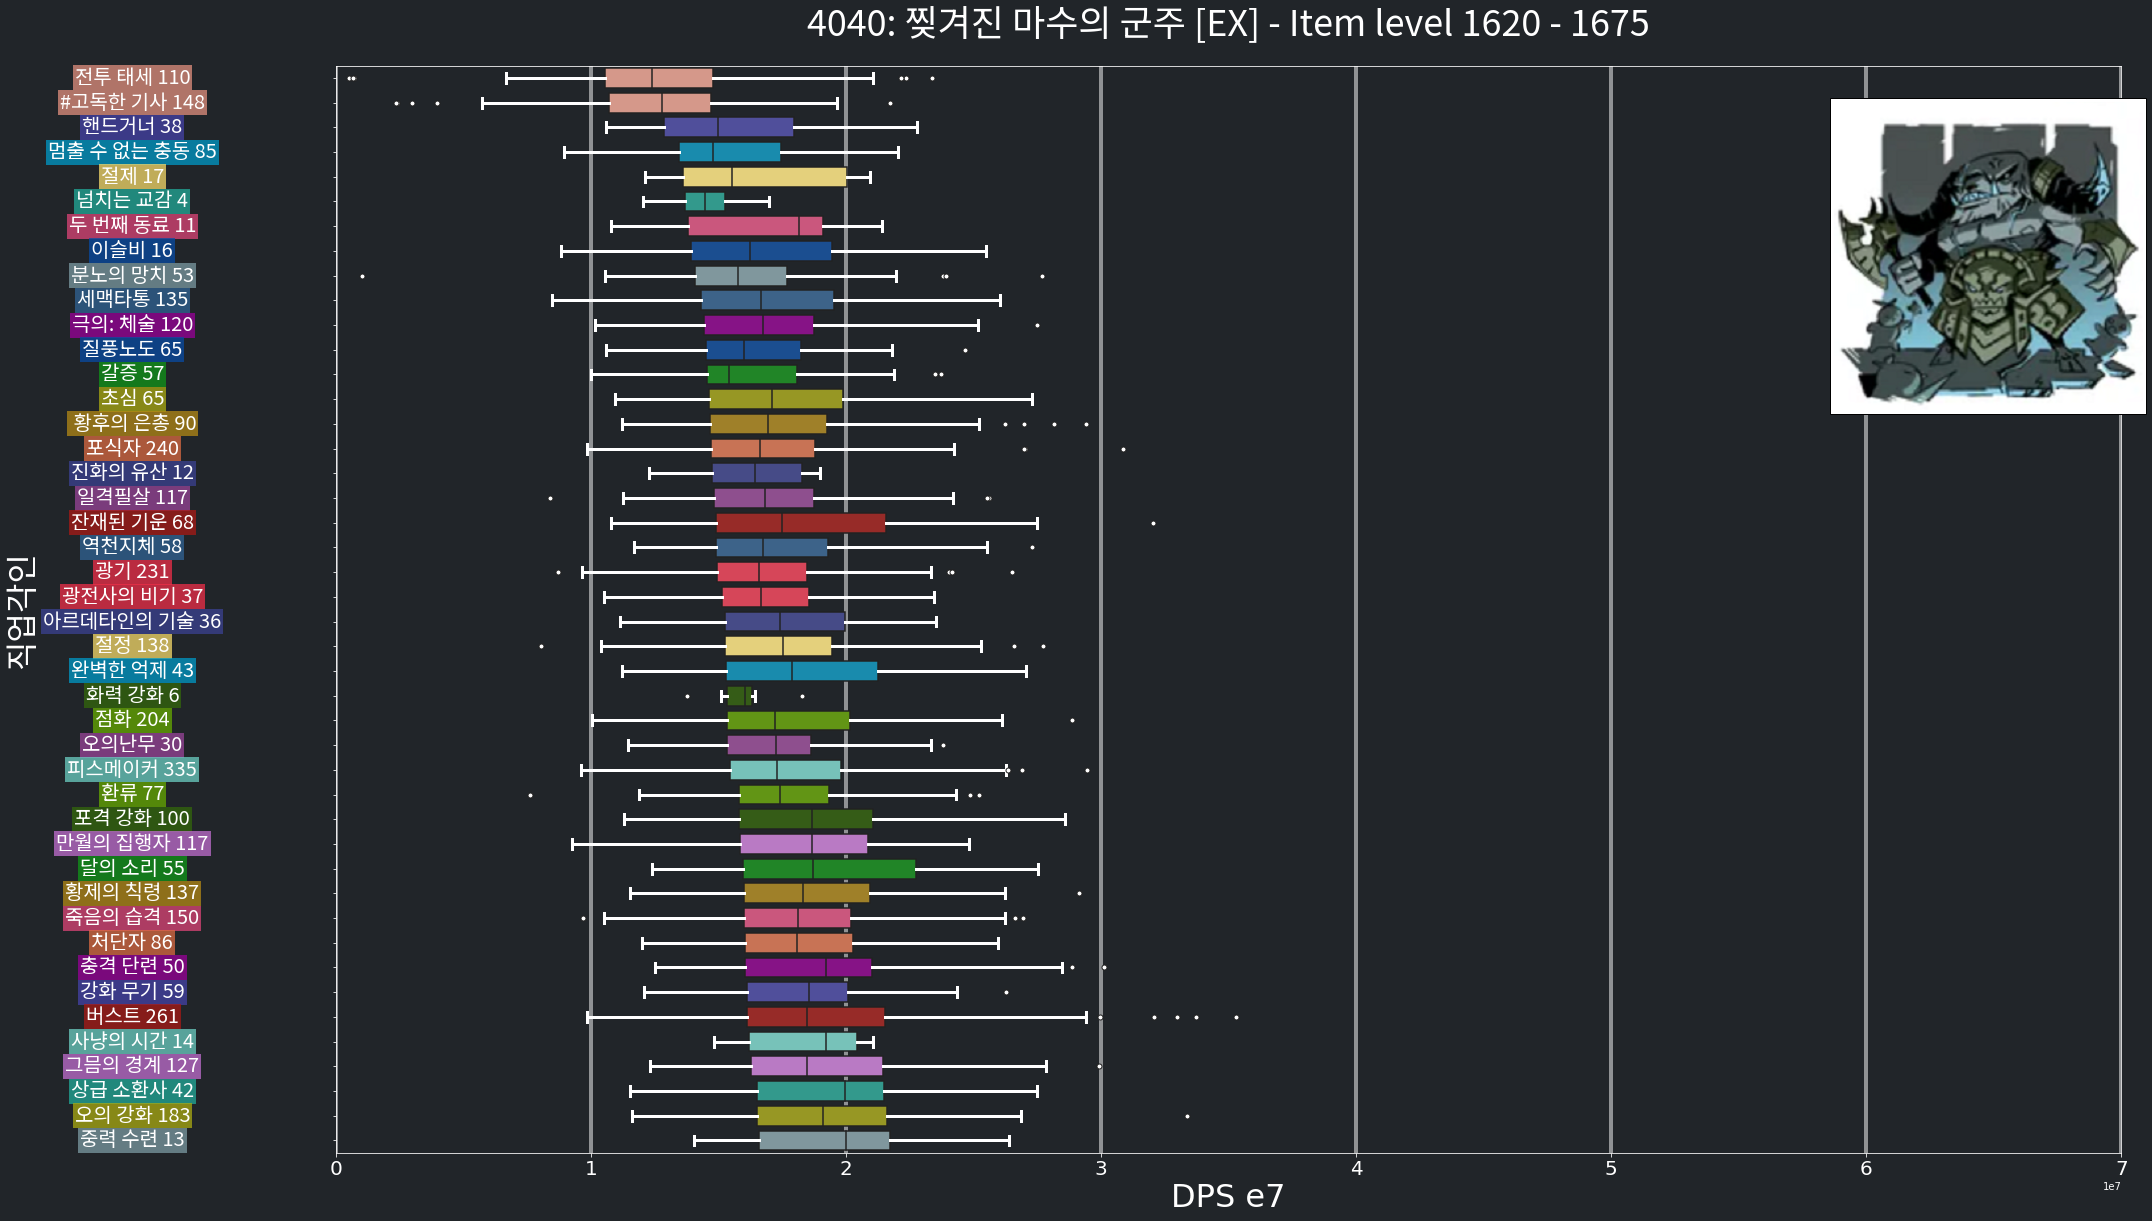 4040: 찢겨진 마수의 군주 [EX] - Item level 1620 - 1675
직업각인
전투 태세 110
#고독한 기사 148
핸드거너 38
멈출 수 없는 충동 85
절제 17
넘치는 교감 4
두 번째 동료 11
이슬비 16
분노의 망치 53
세맥타통 135
극의: 체술 120
질풍노도 65
갈증 57
초심 65
황후의 은총 90
포식자 240
진화의 유산 12
일격필살 117
잔재된 기운 68
역천지체 58
광기 231
광전사의 비기 37
아르데타인의 기술 36
절정 138
완벽한 억제 43
화력 강화 6
점화 204
오의난무 30
피스메이커 335
환류 77
포격 강화 100
만월의 집행자 117
달의 소리 55
황제의 칙령 137
죽음의 습격 150
처단자 86
충격 단련 50
강화 무기 59
버스트 261
사냥의 시간 14
그믐의 경계 127
상급 소환사 42
오의 강화 183
중력 수련 13
0 1 2 3 4 5 6 7
1e7
DPS e7